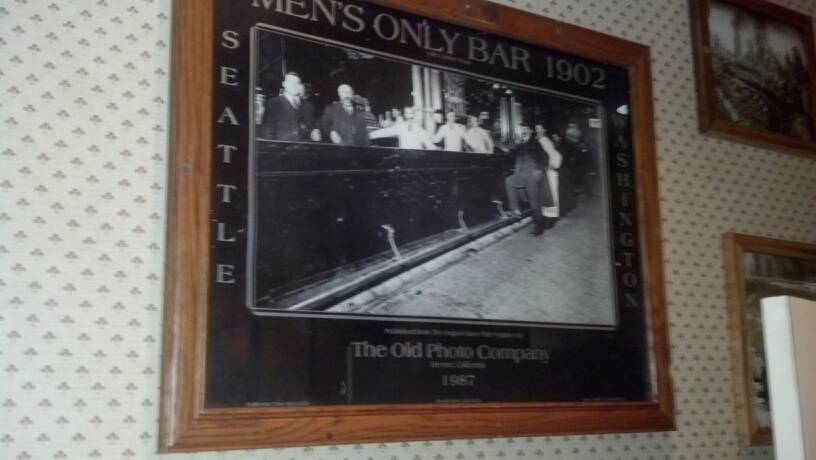 MEN'S ONLY BAR 1902
SEATTLE
WASHINGTON
The Old Photo Company
1987